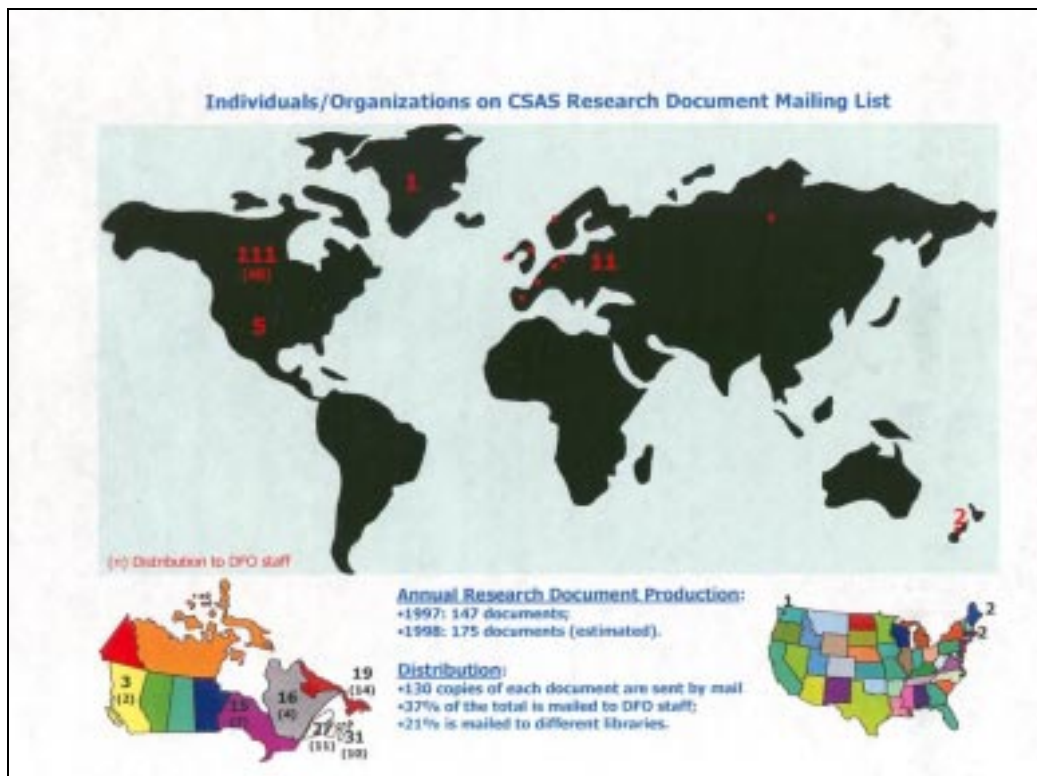 Individuals/Organizations on CSAS Research Document Mailing List
1
111
11
5
2
(n) Distribution to DFO staff
Annual Research Document Production:
•1997: 147 documents;
•1998: 175 documents (estimated).
Distribution:
•130 copies of each document are sent by mail
•37% of the total is mailed to DFO staff;
•21% is mailed to different libraries.
3
(2)
16
(4)
19
(14)
27
(11)
31
(10)
1
2
2